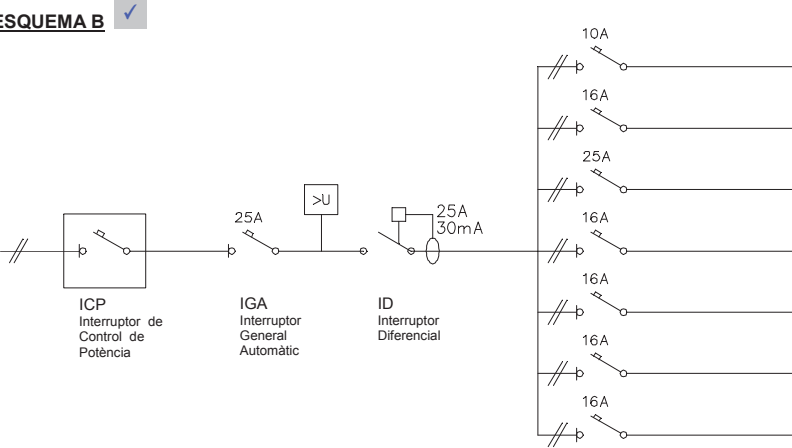 ESQUEMA B
10A
16A
25A
16A
16A
16A
16A
>U
25A
25A
30mA
ICP
Interruptor de
Control de
Potència
IGA
Interruptor
General
Automàtic
ID
Interruptor
Diferencial